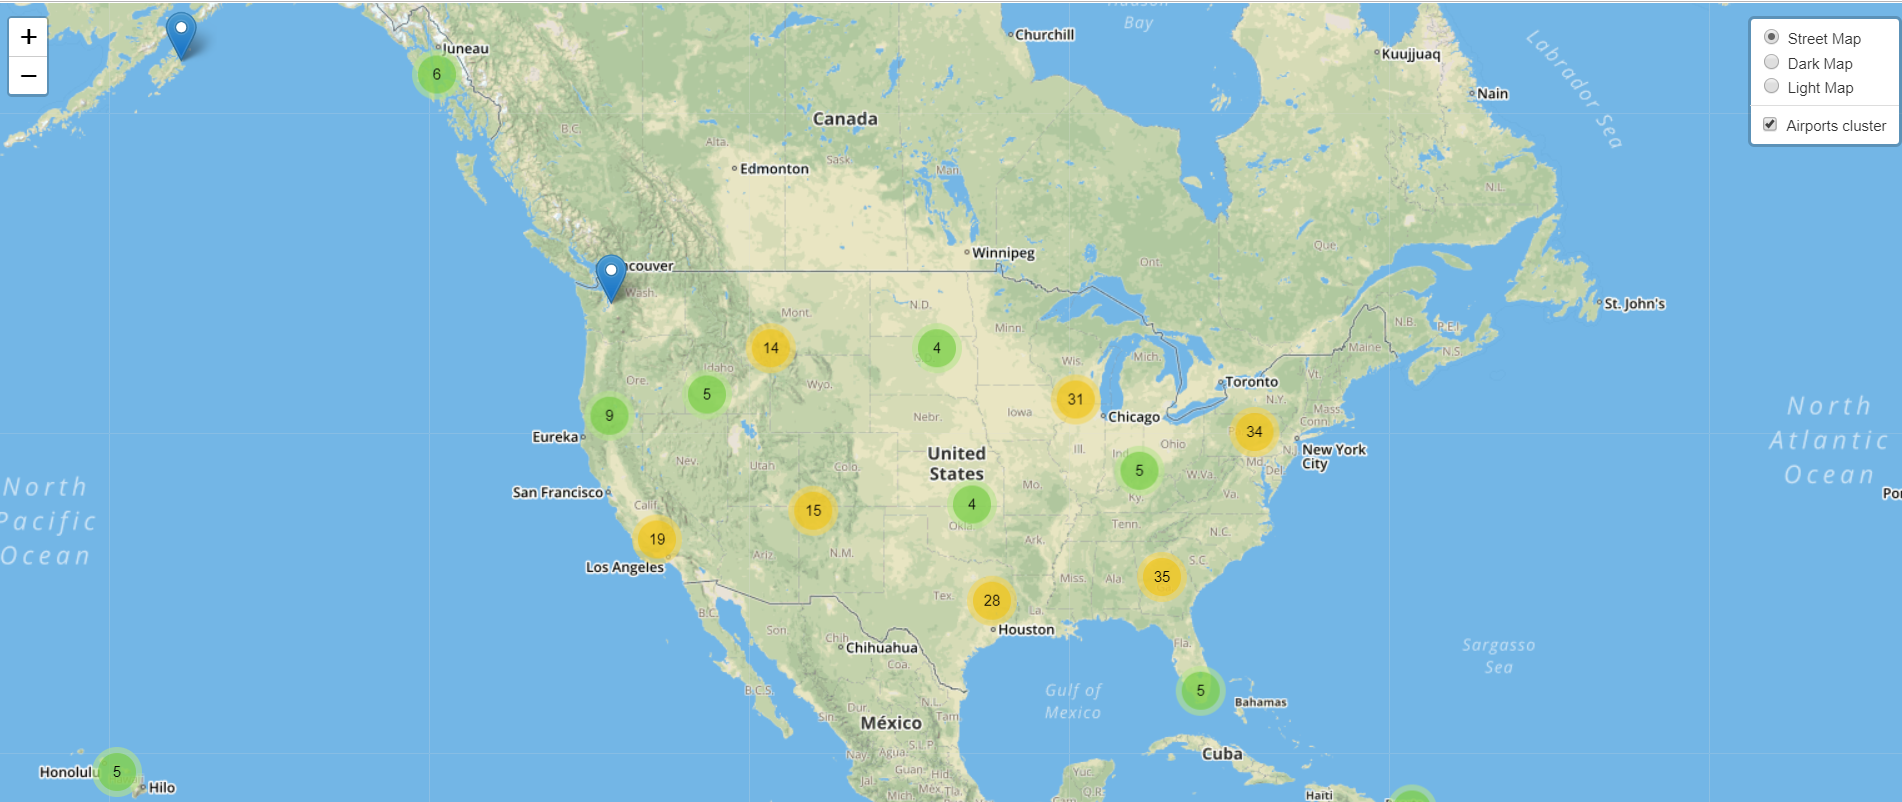 +
−
Street Map
Dark Map
Light Map
Airports cluster
Bay
Juneau
6
Churchill
Kuujjuaq
Nain
Labrador Sea
Canada
B.C.
Alta.
Sask
Man
Edmonton
N.L.
Winnipeg
Que
Ont
ncouver
Wash.
St. John's
N.D.
Mont.
Minn.
N.B.
P.E.I.
N.S.
Maine
14
4
Wis.
Mich.
Idaho
Ore.
Wyo.
5
Vt.
Toronto
N.Y.
31
Iowa
Chicago
Mass
Conn.
9
Nebr.
34
Eureka
North
Atlantic
Ocean
New York
City
N.J
Ohio
Ill.
Ind
5
Md
Del
W.Va.
Ky.
Va.
United
States
Nev.
Utah
Colo.
Mo.
North
Pacific
Ocean
San Francisco
Calif
15
4
Okla.
Por
19
Tenn.
N.C.
Ark.
Ariz
N.M.
Los Angeles
S.C.
35
Miss.
Ala
Tex.
28
La.
Houston
B.C.
Son
Chih
Chihuahua
Coa.
Fla.
Sargasso
Sea
5
Bahamas
Gulf of
Mexico
B.C.S.
Sin.
Dur.
N.L.
Tam
México
Nay.
Agua.
S.L.P.
Cuba
Honolulu
5
Hilo
Jal.
Guan.
Hid.
Mich.
Méx.
Tla.
Yuc.
Q.R.
Cam
Haiti